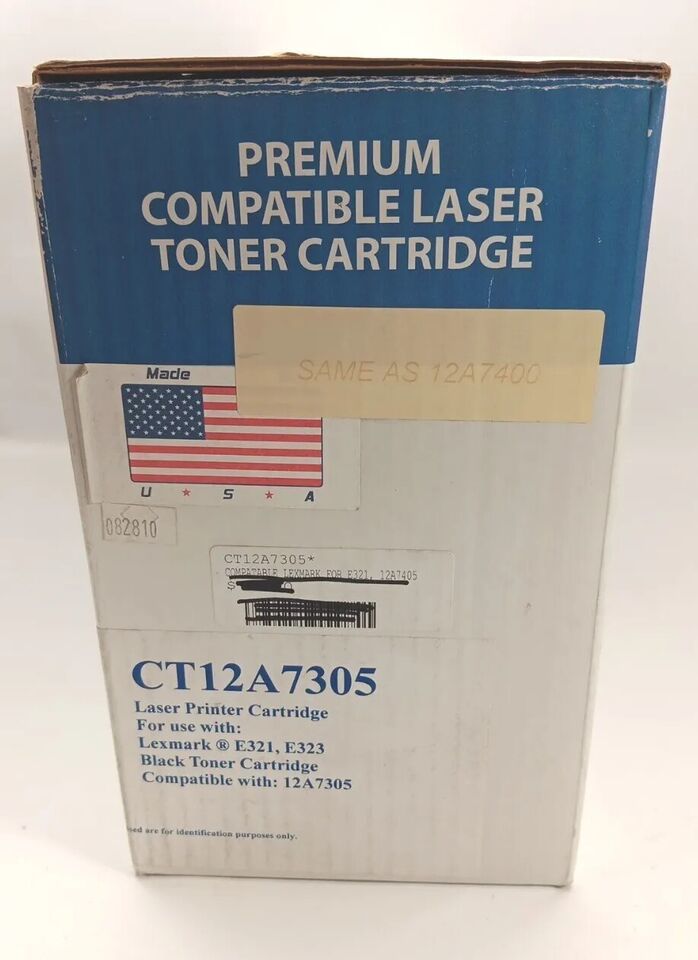 PREMIUM
COMPATIBLE LASER
TONER CARTRIDGE
SAME AS 12A7400
Made
U ★ S ★ A
082810
CT12A7305*
COMPATABLE LEXMARK FOR E321, 12A7405
$
CT12A7305
Laser Printer Cartridge
For use with:
Lexmark ® E321, E323
Black Toner Cartridge
Compatible with: 12A7305
sed are for identification purposes only.